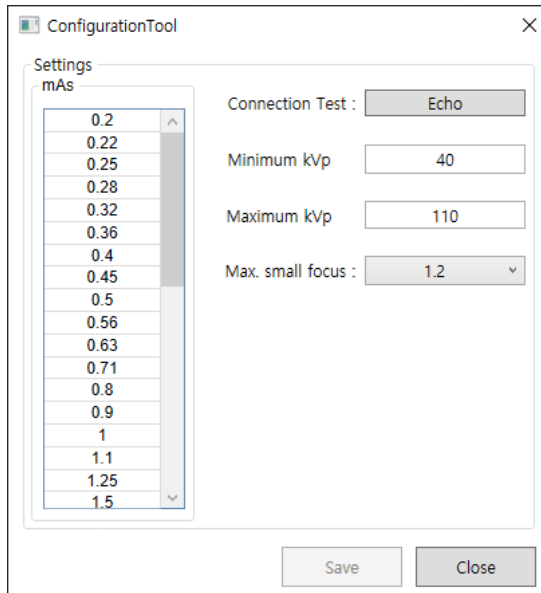 ConfigurationTool
Settings
mAs
0.2
0.22
0.25
0.28
0.32
0.36
0.4
0.45
0.5
0.56
0.63
0.71
0.8
0.9
1
1.1
1.25
1.5
Connection Test : Echo
Minimum kVp 40
Maximum kVp 110
Max. small focus : 1.2
Save Close